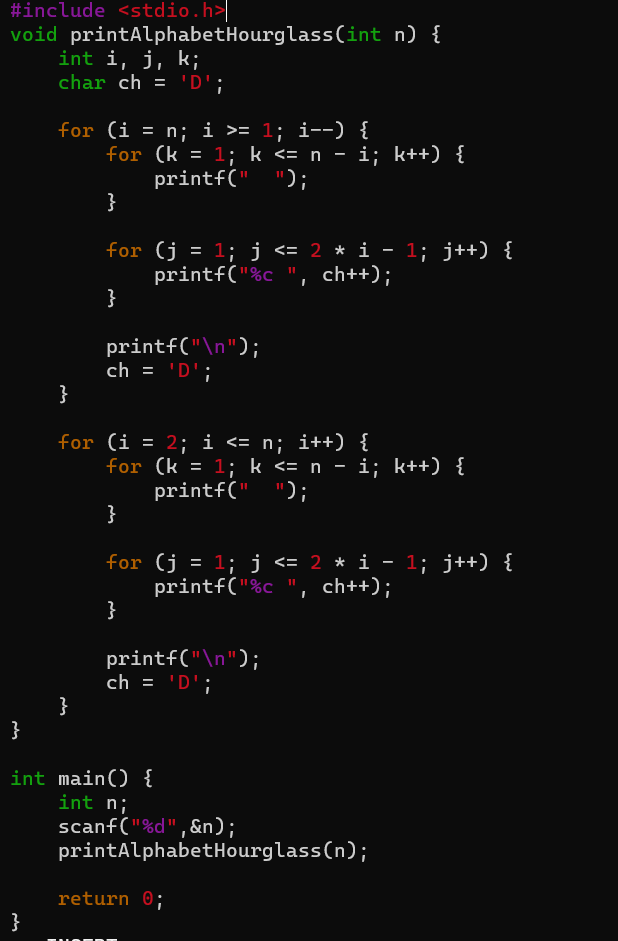 #include <stdio.h>
void printAlphabetHourglass(int n) {
    int i, j, k;
    char ch = 'D';

    for (i = n; i >= 1; i--) {
        for (k = 1; k <= n - i; k++) {
            printf("  ");
        }

        for (j = 1; j <= 2 * i - 1; j++) {
            printf("%c ", ch++);
        }

        printf("\n");
        ch = 'D';
    }

    for (i = 2; i <= n; i++) {
        for (k = 1; k <= n - i; k++) {
            printf("  ");
        }

        for (j = 1; j <= 2 * i - 1; j++) {
            printf("%c ", ch++);
        }

        printf("\n");
        ch = 'D';
    }
}

int main() {
    int n;
    scanf("%d",&n);
    printAlphabetHourglass(n);

    return 0;
}